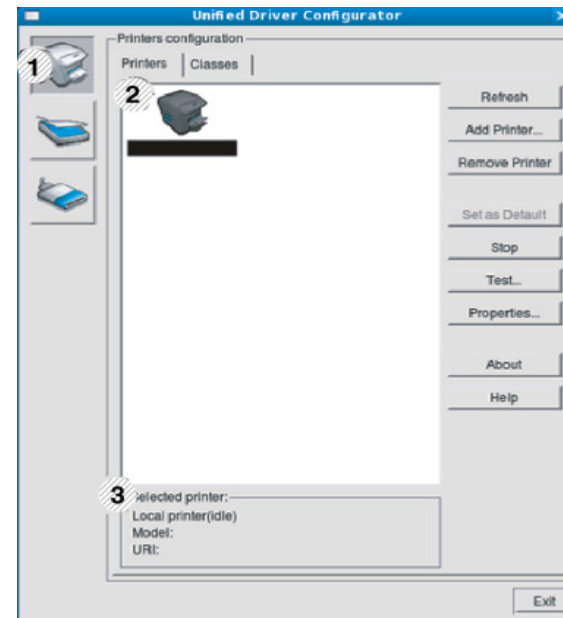 Unified Driver Configurator
Printers configuration
1
Printers
Classes
2
Refresh
Add Printer...
Remove Printer
Set as Default
Stop
Test...
Properties...
About
Help
3
Selected printer:
Local printer(idle)
Model:
URI:
Exit